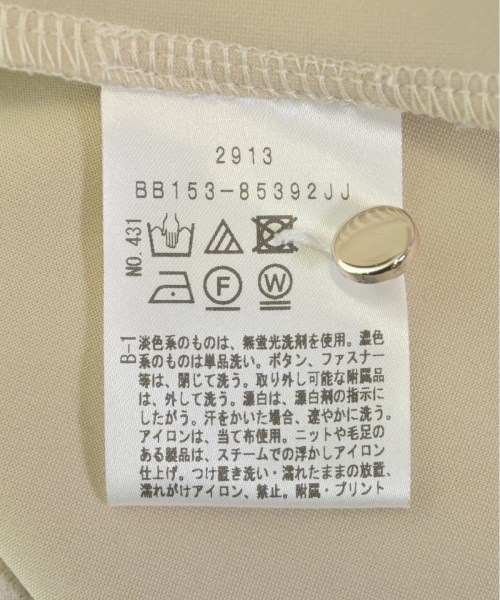 2913
BB153-85392JJ
NO.431
F
W
B-1
淡色系のものは、無蛍光洗剤を使用。濃色
系のものは単品洗い。ボタン、ファスナー
等は、閉じて洗う。取り外し可能な附属品
は、外して洗う。漂白は、漂白剤の指示に
したがう。汗をかいた場合、速やかに洗う。
アイロンは、当て布使用。ニットや毛足の
ある製品は、スチームでの浮かしアイロン
仕上げ。つけ置き洗い・濡れたままの放置、
濡れがけアイロン、禁止。附属・プリント